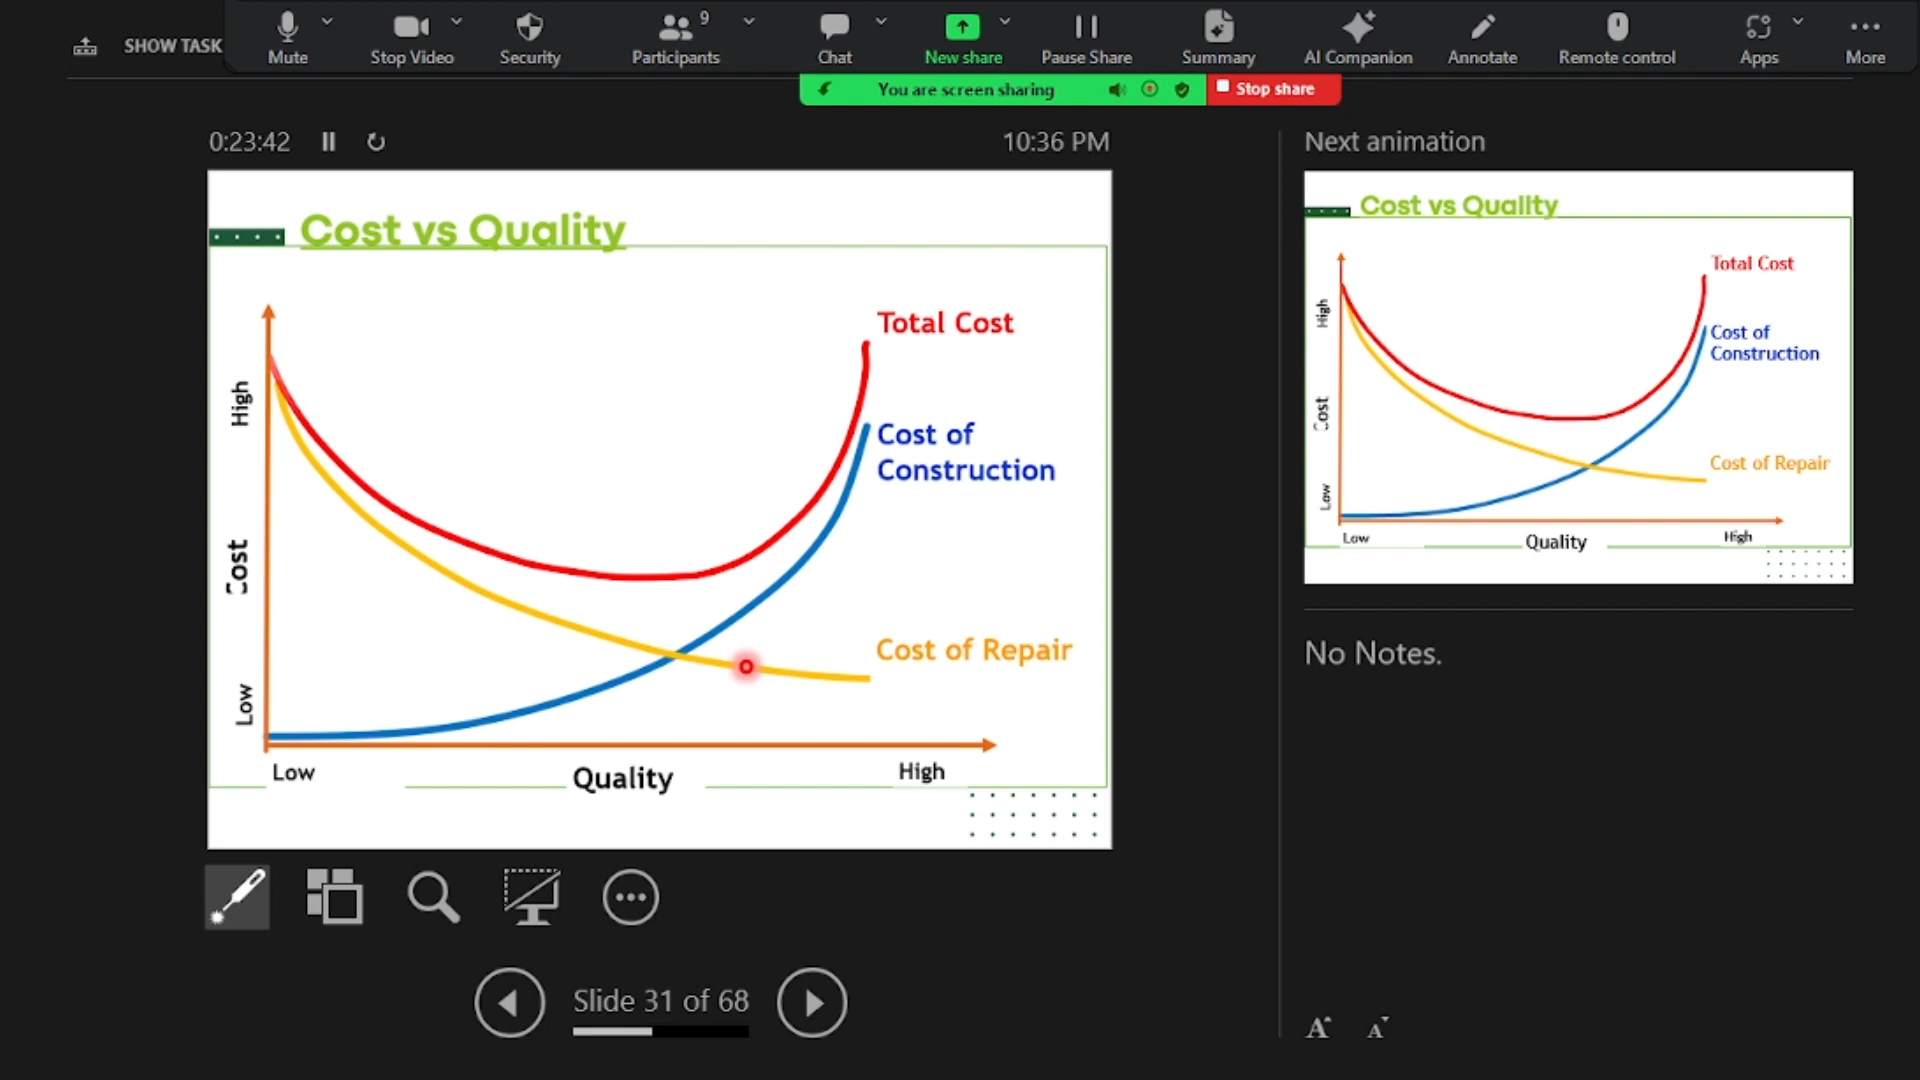 SHOW TASK
Mute
Stop Video
Security
9
Participants
Chat
New share
Pause Share
Summary
AI Companion
Annotate
Remote control
Apps
More
You are screen sharing
Stop share
0:23:42
10:36 PM
Cost vs Quality
Total Cost
Cost of
Construction
Cost of Repair
High
Cost
Low
Low
Quality
High
Next animation
Cost vs Quality
Total Cost
Cost of
Construction
Cost of Repair
High
Cost
Low
Low
Quality
High
No Notes.
Slide 31 of 68
A
A